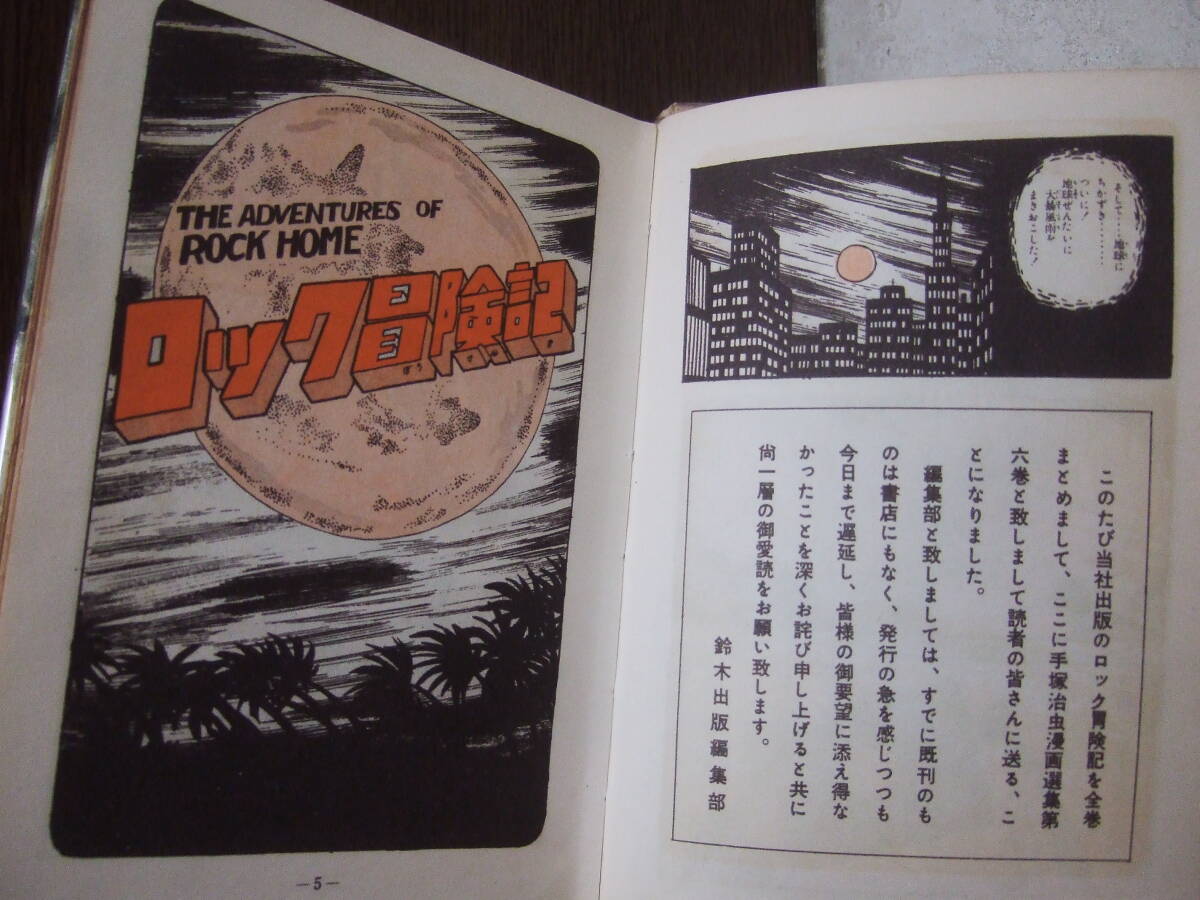 THE ADVENTURES OF
ROCK HOME
ロック冒険記
—5—
そして……地球に
ちかずき………
ついに！
地球ぜんたいに
大暴風雨を
まきおこした！
このたび当社出版のロック冒険記を全巻
まとめまして、ここに手塚治虫漫画選集第
六巻と致しまして読者の皆さんに送る、こ
とになりました。
編集部と致しましては、すでに既刊のも
のは書店にもなく、発行の急を感じつつも
今日まで遅延し、皆様の御要望に添え得な
かったことを深くお詫び申し上げると共に
尚一層の御愛読をお願い致します。
鈴木出版編集部